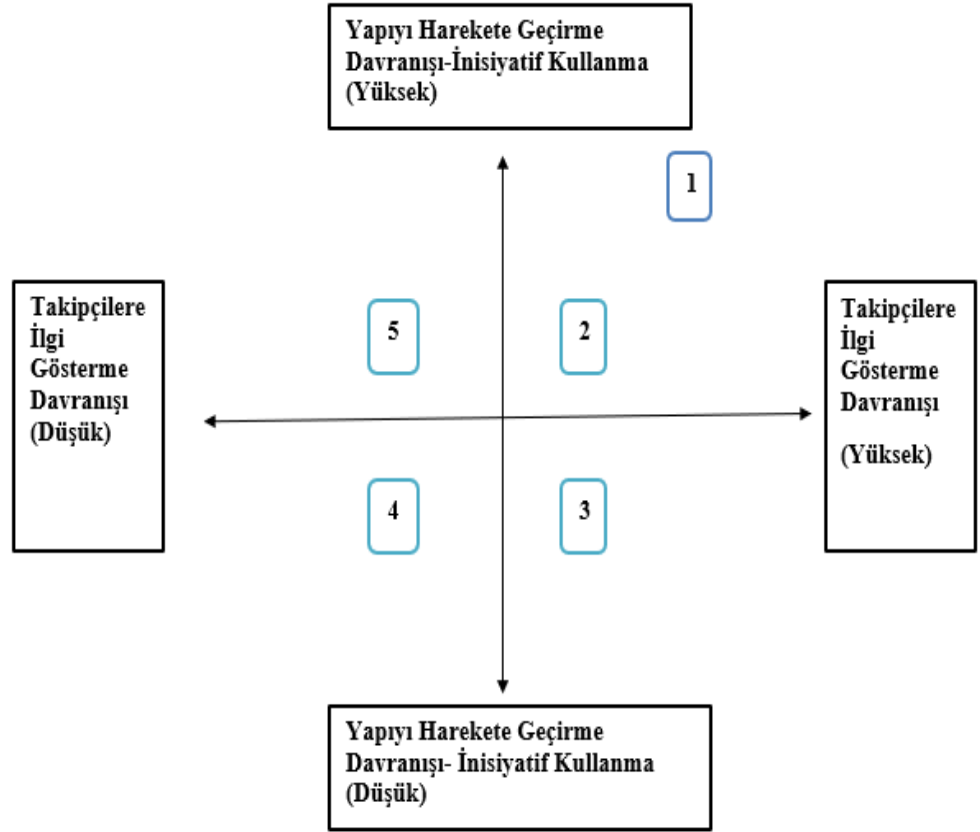 Yapıyı Harekete Geçirme
Davranışı-İnisiyatif Kullanma
(Yüksek)
1
Takipçilere
İlgi
Gösterme
Davranışı
(Düşük)
5
2
Takipçilere
İlgi
Gösterme
Davranışı
(Yüksek)
4
3
Yapıyı Harekete Geçirme
Davranışı- İnisiyatif Kullanma
(Düşük)